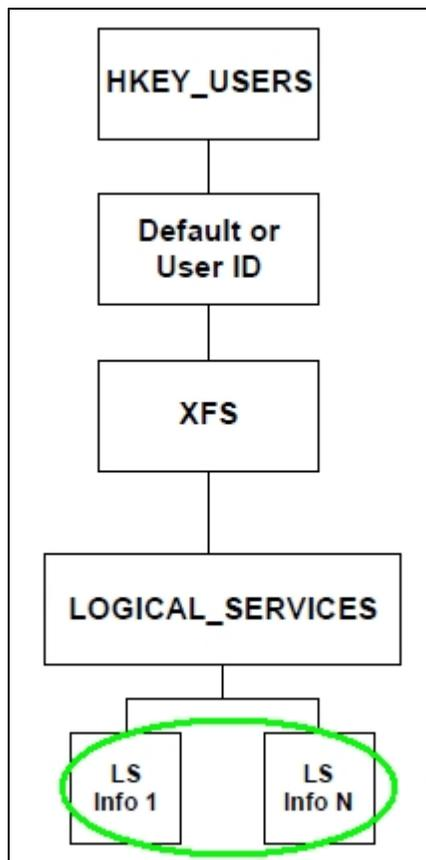 HKEY_USERS
Default or
User ID
XFS
LOGICAL_SERVICES
LS
Info 1
LS
Info N